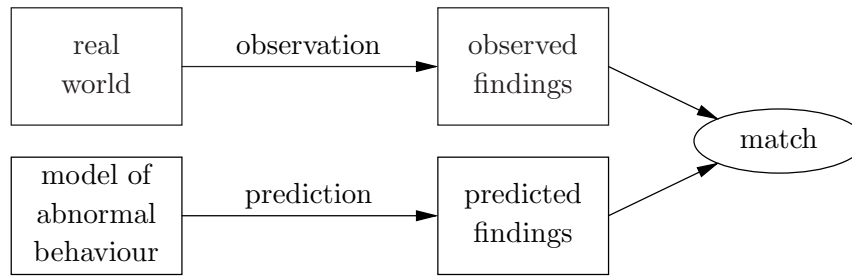 real
world
observation
observed
findings
match
model of
abnormal
behaviour
prediction
predicted
findings